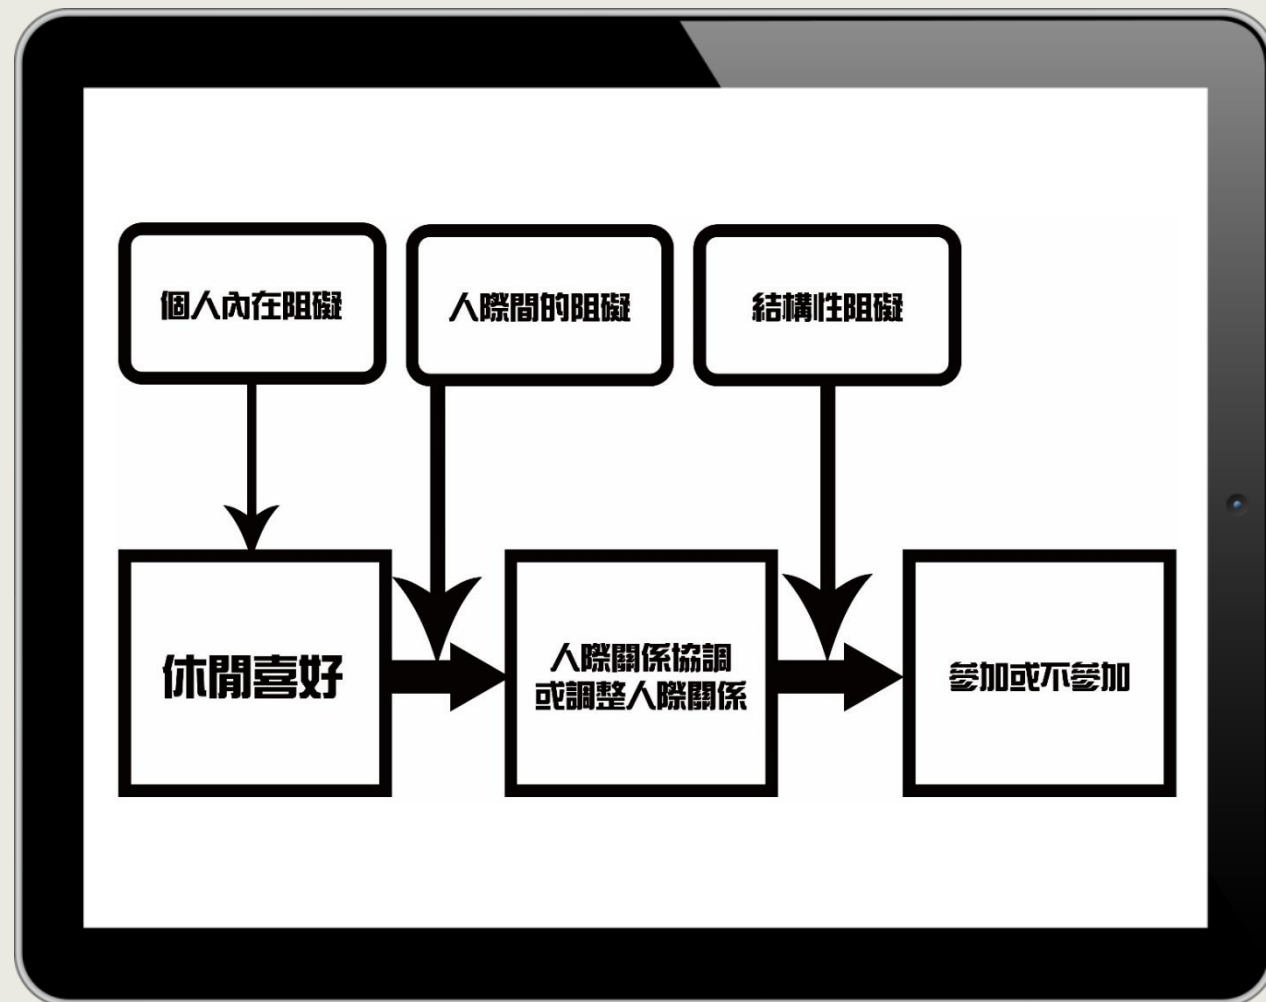 個人內在阻礙
人際間的阻礙
結構性阻礙
休閒喜好
人際關係協調
或調整人際關係
參加或不參加